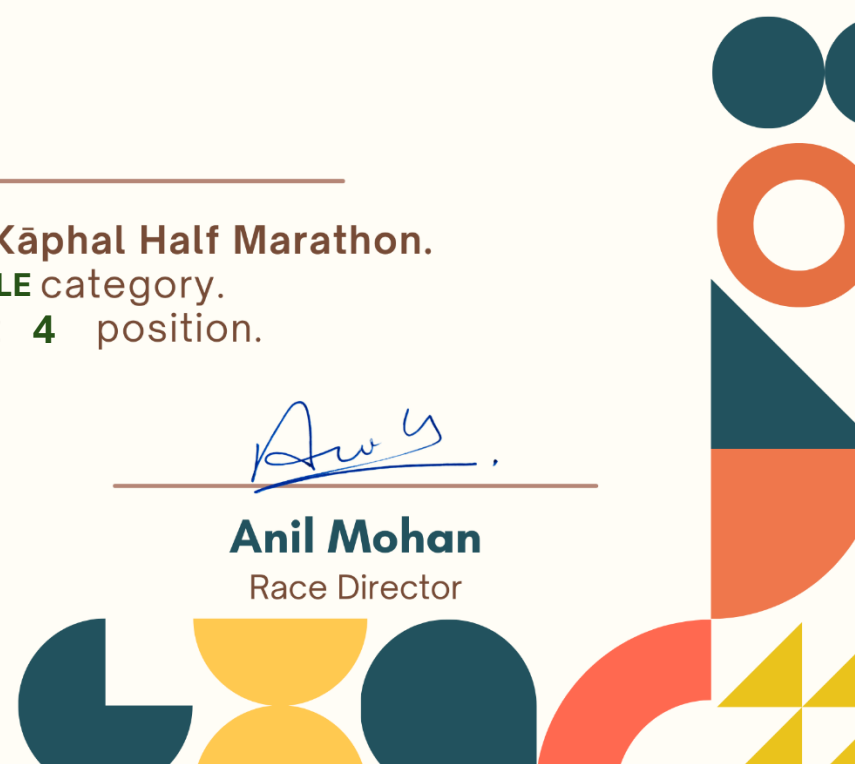 Kāphal Half Marathon.
LE category.
4 position.
Anil Mohan
Race Director